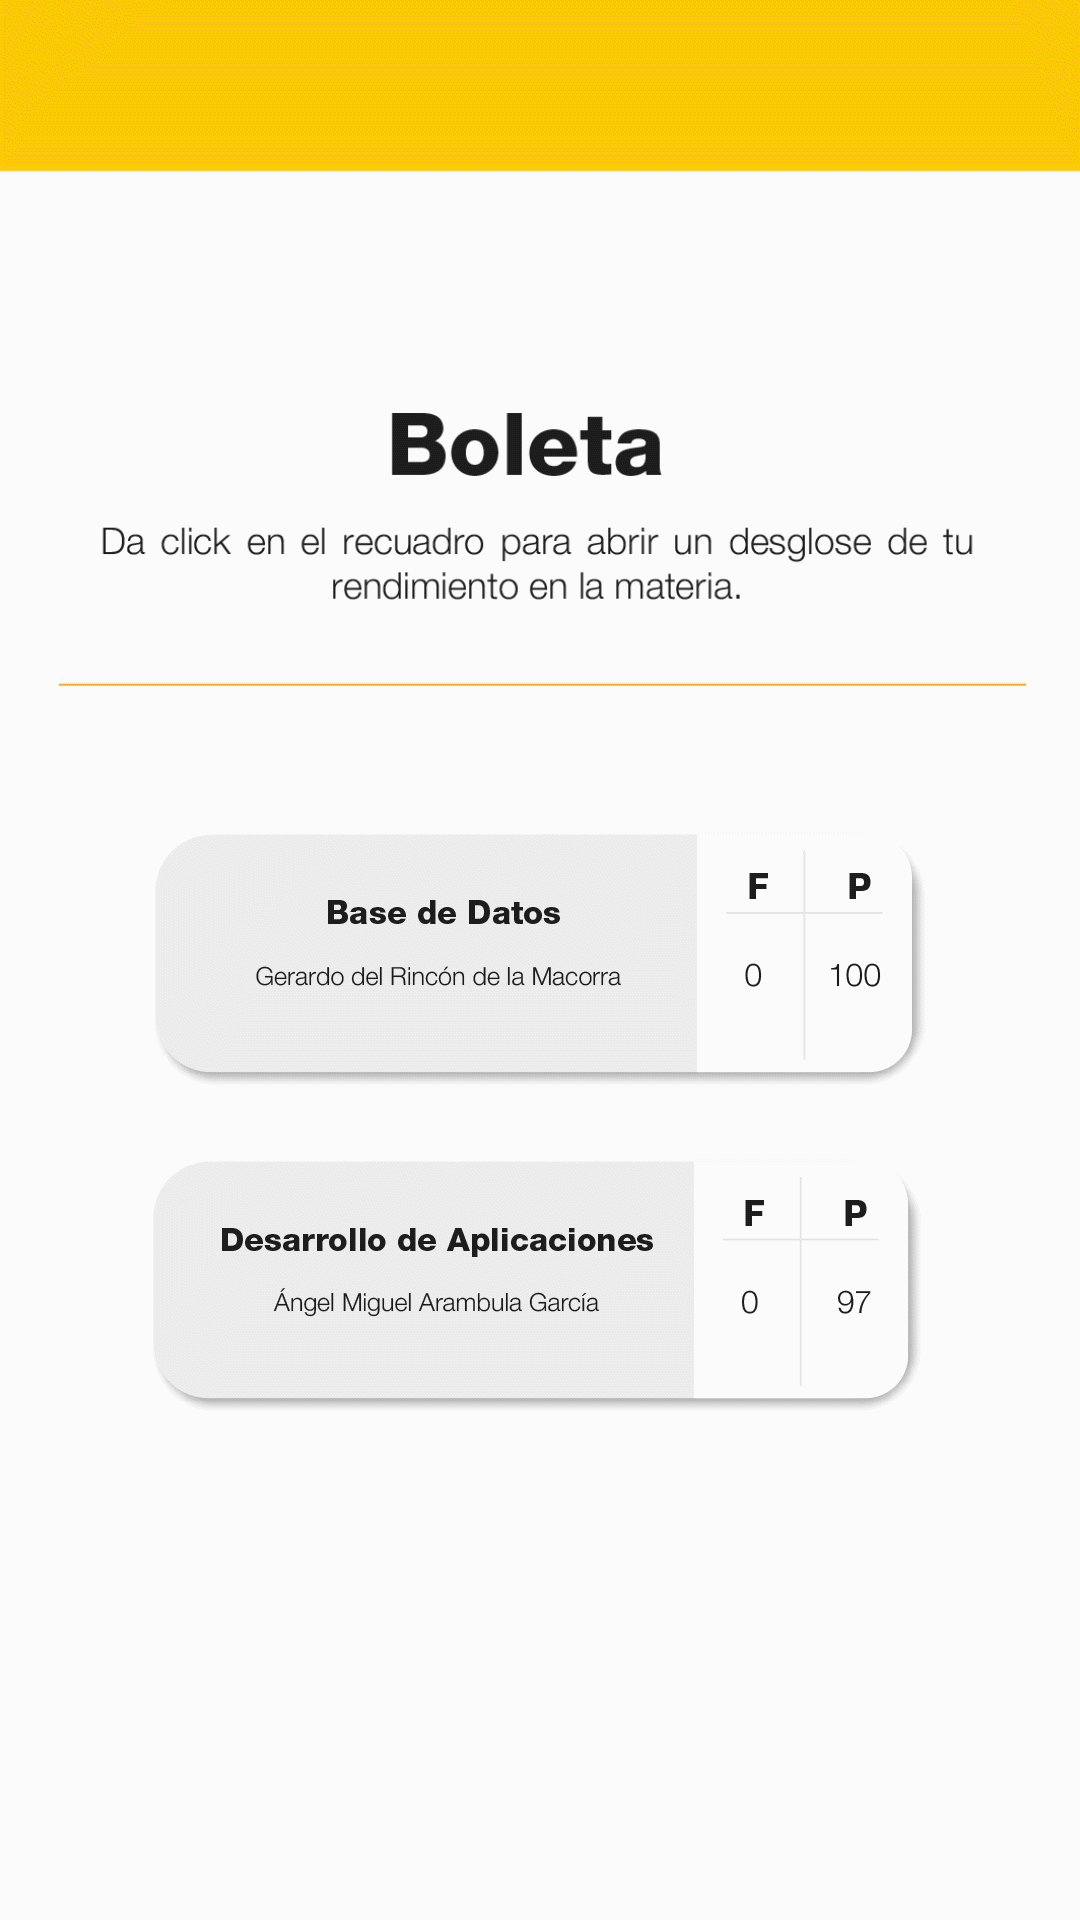 Boleta
Da click en el recuadro para abrir un desglose de tu
rendimiento en la materia.
Base de Datos
Gerardo del Rincón de la Macorra
F P
0 100
Desarrollo de Aplicaciones
Ángel Miguel Arambula García
F P
0 97